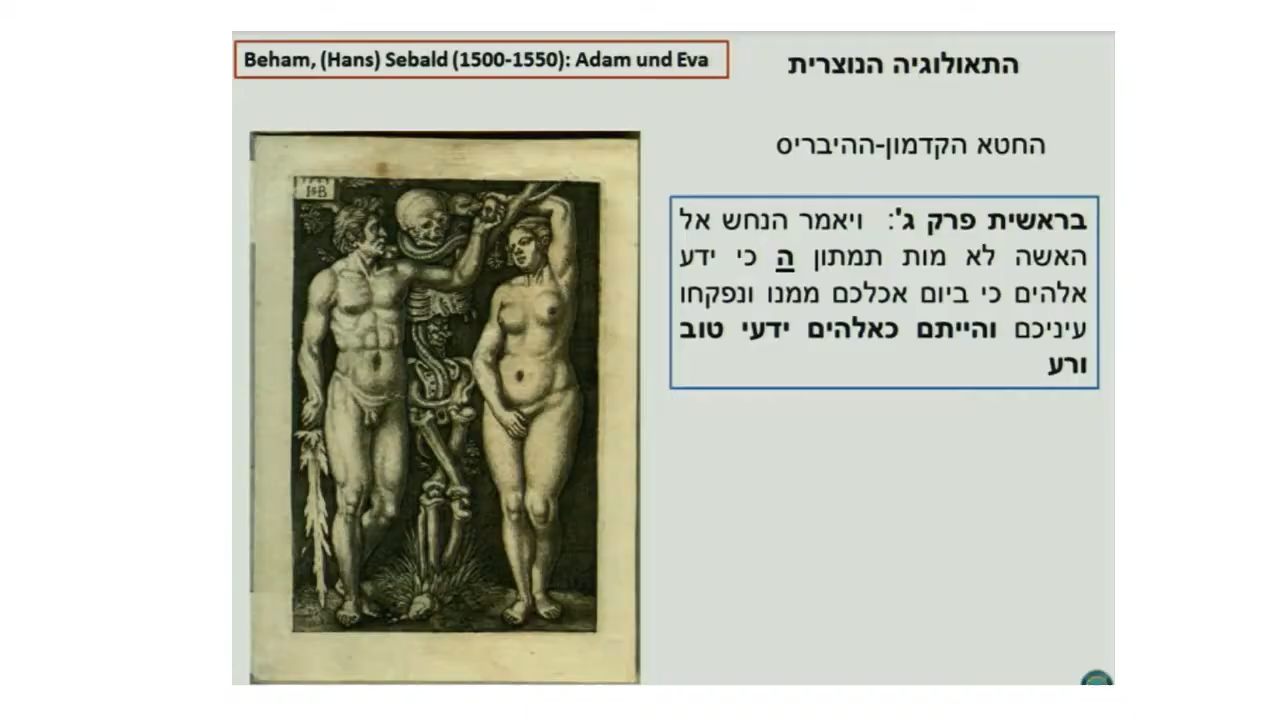 Beham, (Hans) Sebald (1500-1550): Adam und Eva
התאולוגיה הנוצרית
החטא הקדמון-ההיבריס
בראשית פרק ג': ויאמר הנחש אל
האשה לא מות תמתון ה כי ידע
אלהים כי ביום אכלכם ממנו ונפקחו
עיניכם והייתם כאלהים ידעי טוב
ורע